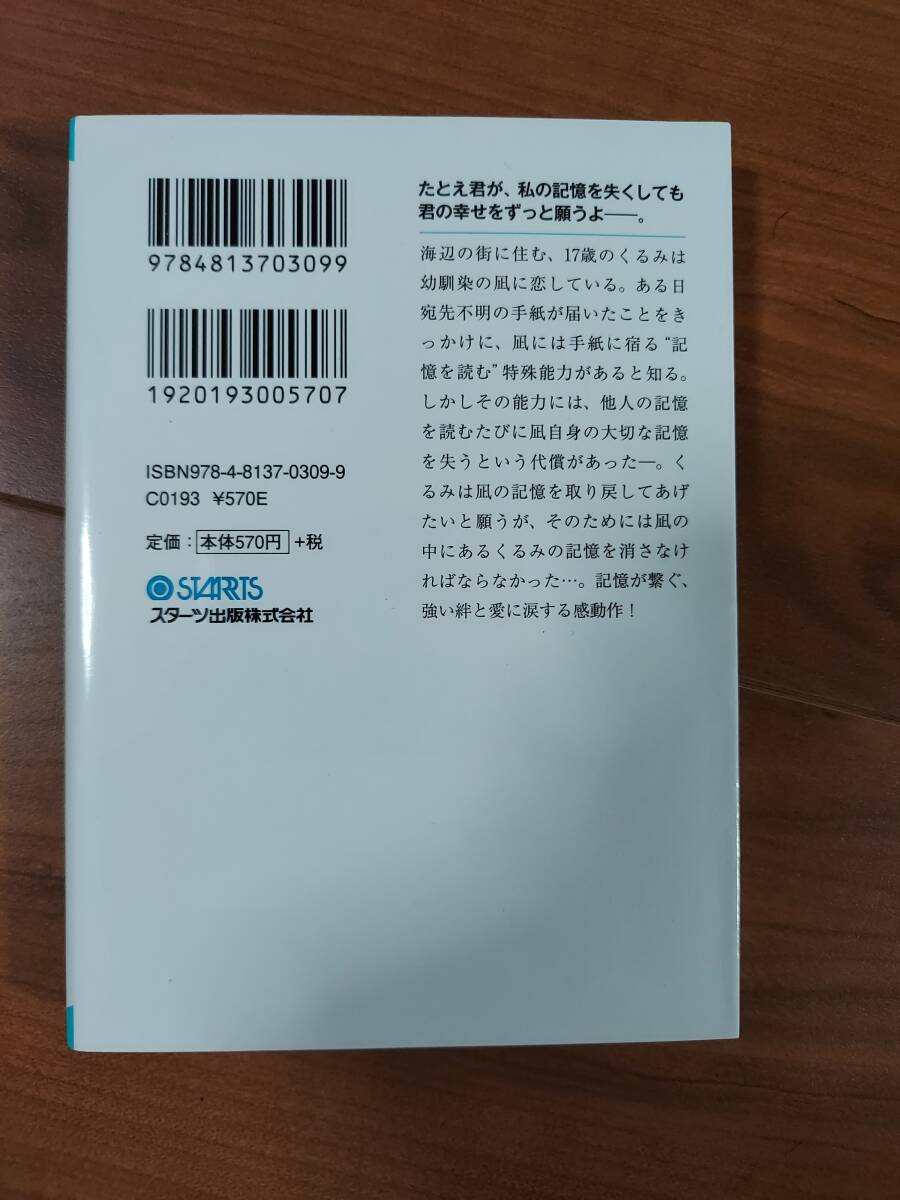 9784813703099
1920193005707
ISBN978-4-8137-0309-9
C0193 ¥570E
定価：本体570円+税
STARTS
スターツ出版株式会社
たとえ君が、私の記憶を失くしても
君の幸せをずっと願うよ――。
海辺の街に住む、17歳のくるみは
幼馴染の凪に恋している。ある日
宛先不明の手紙が届いたことをき
っかけに、凪には手紙に宿る“記
憶を読む”特殊能力があると知る。
しかしその能力には、他人の記憶
を読むたびに凪自身の大切な記憶
を失うという代償があった―。く
るみは凪の記憶を取り戻してあげ
たいと願うが、そのためには凪の
中にあるくるみの記憶を消さなけ
ればならなかった…。記憶が繋ぐ、
強い絆と愛に涙する感動作！